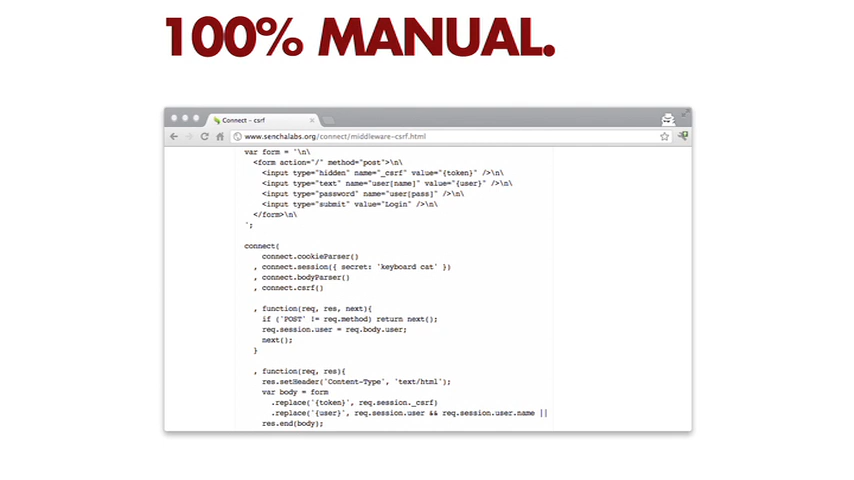 100% MANUAL.
Connect - csrf
www.senchalabs.org/connect/middleware-csrf.html
var form = '\n\
<form action="/" method="post">\n\
<input type="hidden" name="_csrf" value="{token}" />\n\
<input type="text" name="user[name]" value="{user}" />\n\
<input type="password" name="user[pass]" />\n\
<input type="submit" value="Login" />\n\
</form>\n\
';
connect(
connect.cookieParser()
, connect.session({ secret: 'keyboard cat' })
, connect.bodyParser()
, connect.csrf()
, function(req, res, next){
if ('POST' != req.method) return next();
req.session.user = req.body.user;
next();
}
, function(req, res){
res.setHeader('Content-Type', 'text/html');
var body = form
.replace('{token}', req.session._csrf)
.replace('{user}', req.session.user && req.session.user.name ||
res.end(body);